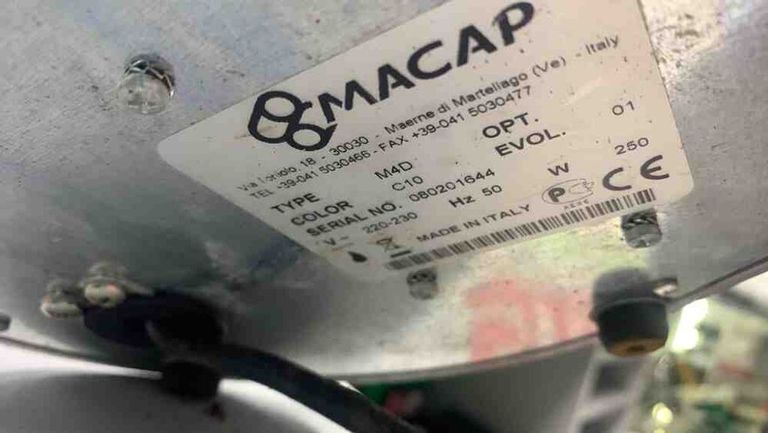 MACAP
Via Toniolo, 18 - 30030 - Maerne di Martellago (Ve) - Italy
TEL +39-041 5030466 - FAX +39-041 5030477
TYPE M4D OPT. 01
COLOR C10 EVOL.
SERIAL NO. 080201644
V~ 220-230 Hz 50 W 250
MADE IN ITALY CE